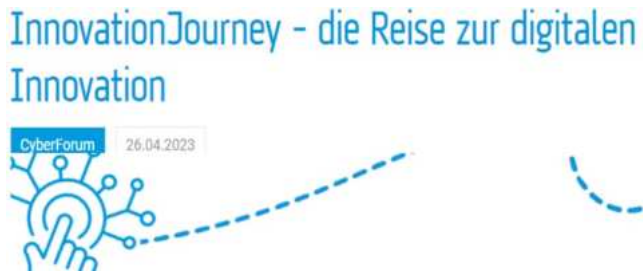 InnovationJourney - die Reise zur digitalen
Innovation
CyberForum 26.04.2023